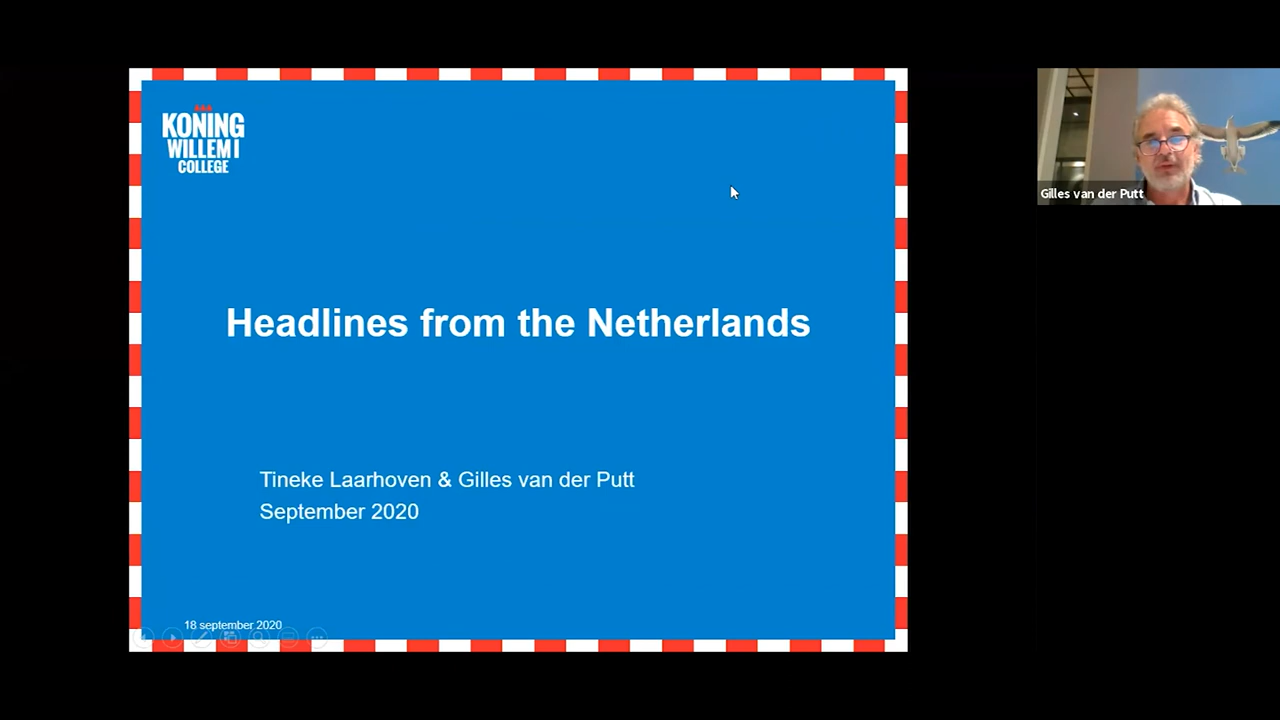 KONING
WILLEM I
COLLEGE
Headlines from the Netherlands
Tineke Laarhoven & Gilles van der Putt
September 2020
18 september 2020
Gilles van der Putt